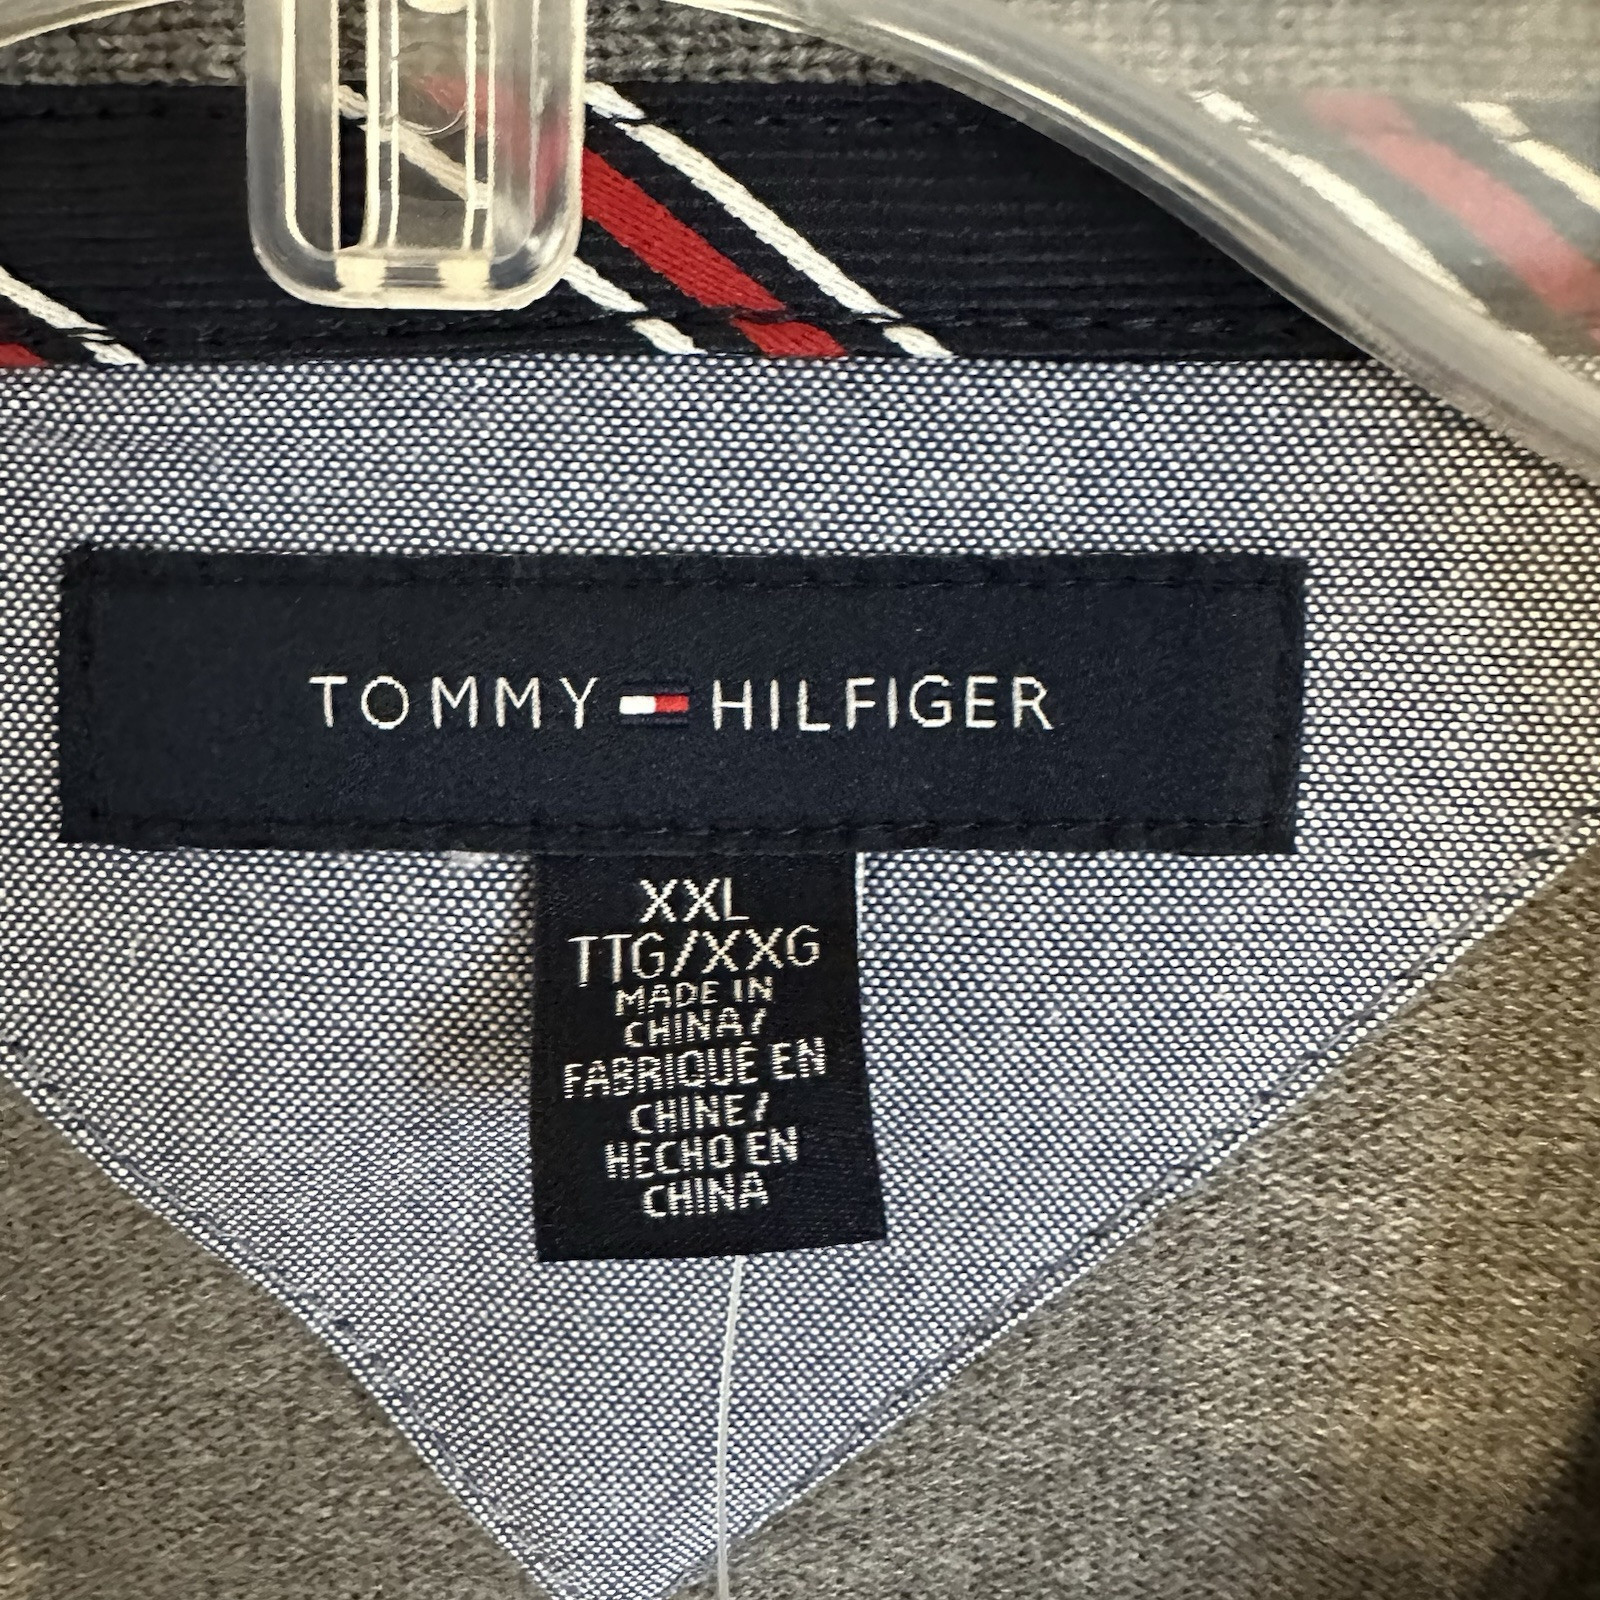 TOMMY HILFIGER
XXL
TTG/XXG
MADE IN
CHINA/
FABRIQUÉ EN
CHINE/
HECHO EN
CHINA